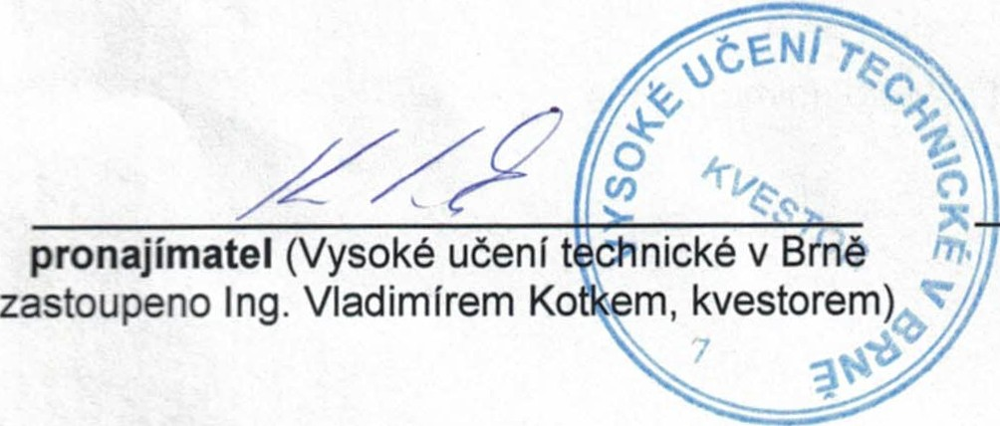 VYSOKÉ UČENÍ TECHNICKÉ V BRNĚ
KVESTOR
7
pronajímatel (Vysoké učení technické v Brně
zastoupeno Ing. Vladimírem Kotkem, kvestorem)